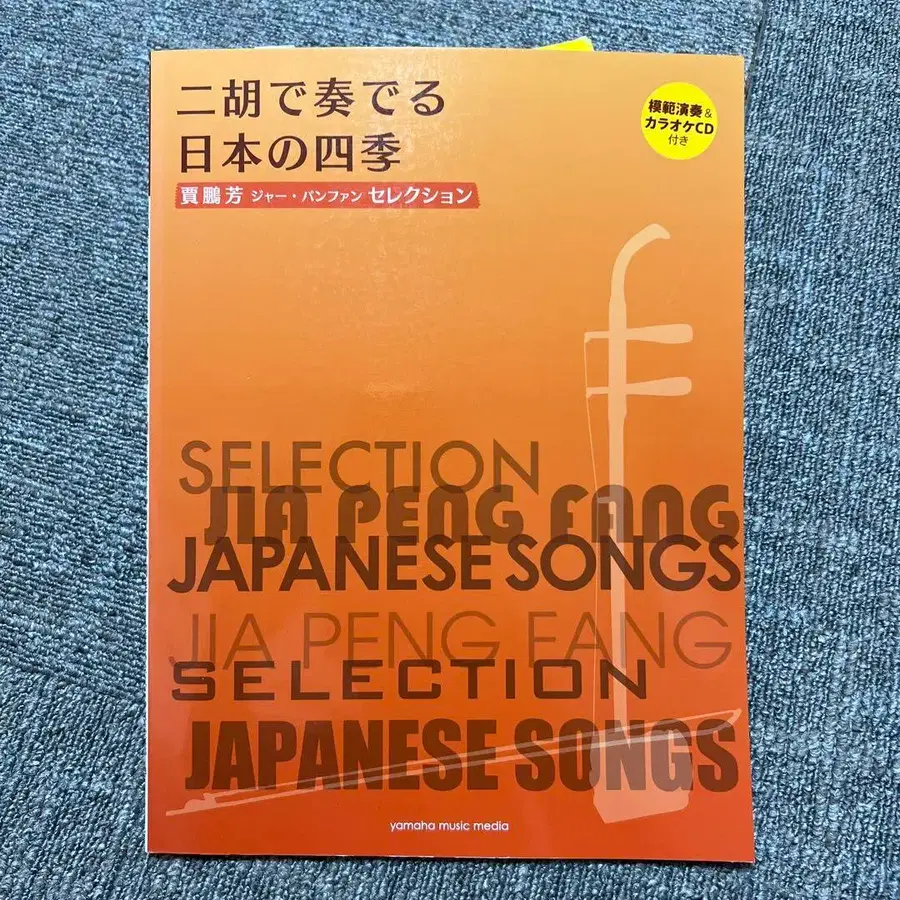 二胡で奏でる
日本の四季
賈鵬芳 ジャー・パンファン セレクション
模範演奏&
カラオケCD
付き
SELECTION
JIA PENG FANG
JAPANESE SONGS
JIA PENG FANG
SELECTION
JAPANESE SONGS
yamaha music media